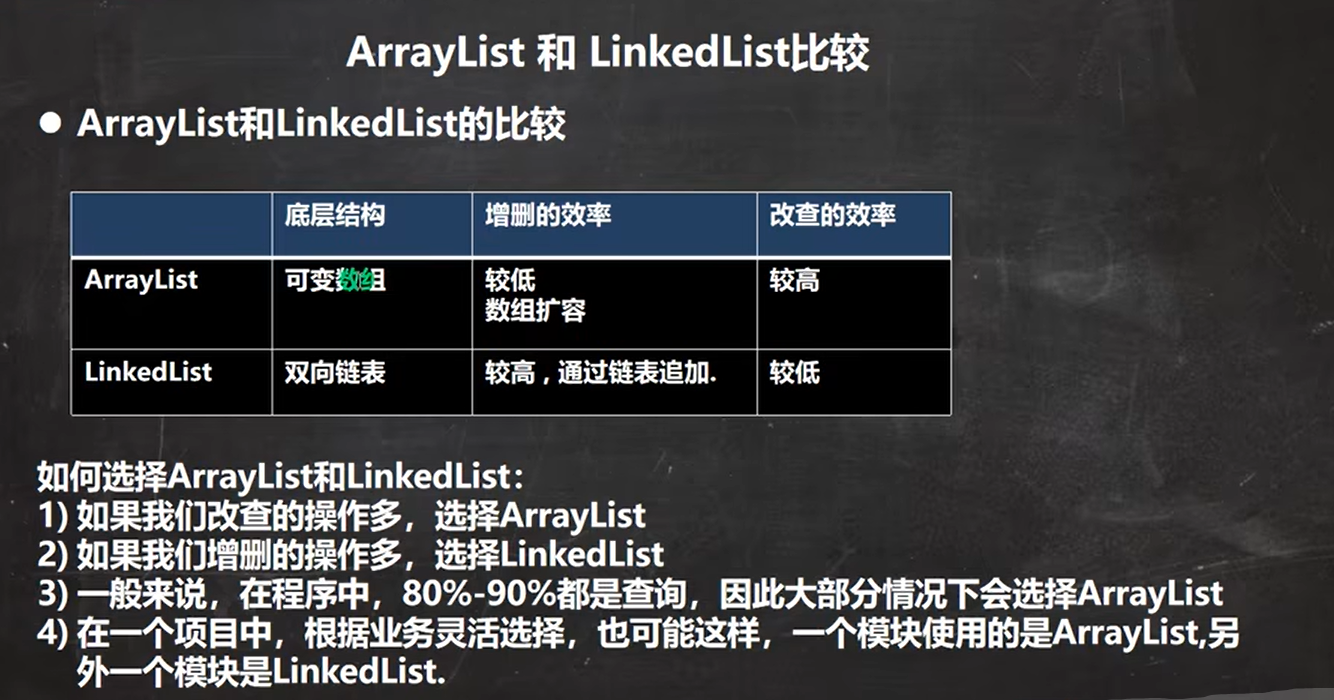 ArrayList 和 LinkedList比较
● ArrayList和LinkedList的比较
底层结构 增删的效率 改查的效率
ArrayList 可变数组 较低 较高
数组扩容
LinkedList 双向链表 较高 , 通过链表追加. 较低
如何选择ArrayList和LinkedList：
1) 如果我们改查的操作多，选择ArrayList
2) 如果我们增删的操作多，选择LinkedList
3) 一般来说，在程序中，80%-90%都是查询，因此大部分情况下会选择ArrayList
4) 在一个项目中，根据业务灵活选择，也可能这样，一个模块使用的是ArrayList,另
外一个模块是LinkedList.